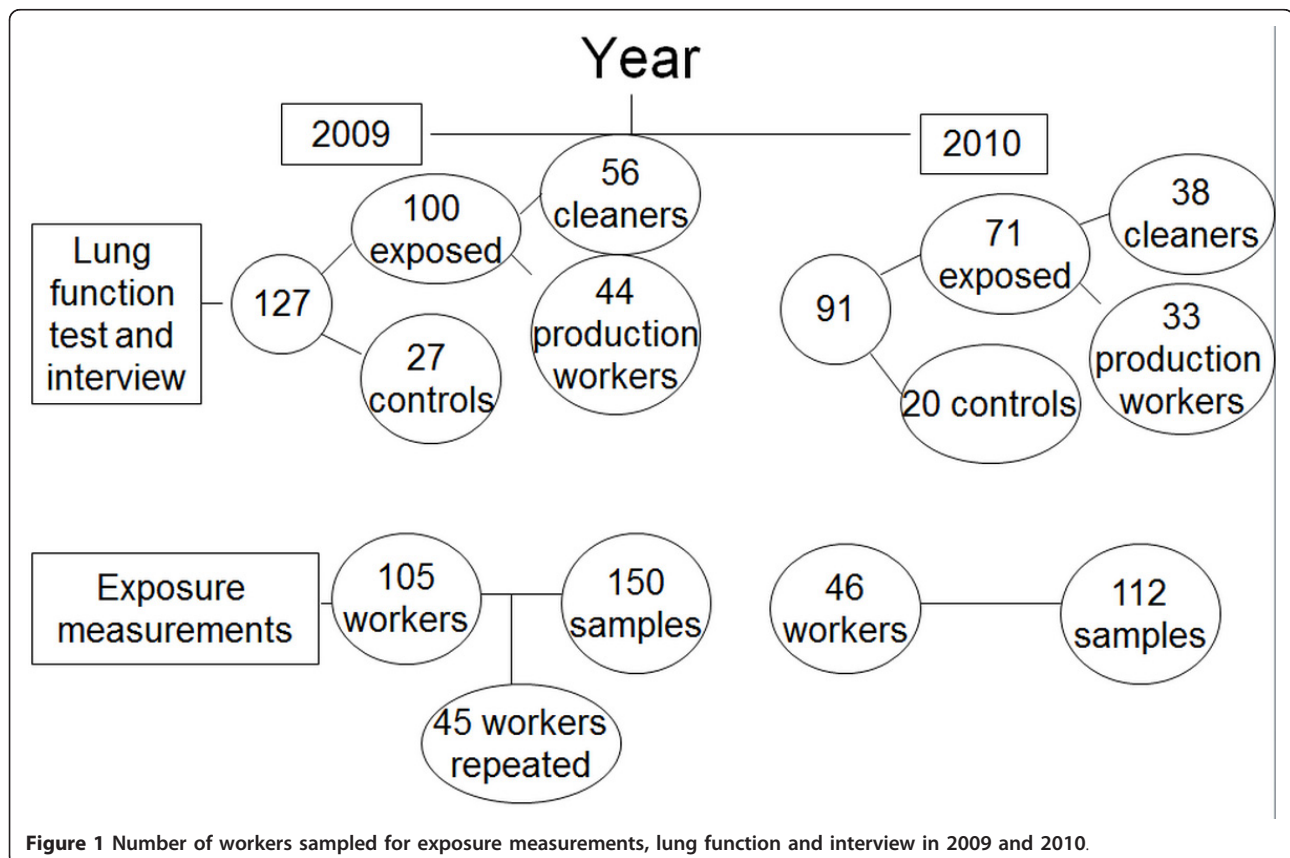 Year
2009
2010
Lung
function
test and
interview
127
100
exposed
56
cleaners
44
production
workers
27
controls
91
71
exposed
38
cleaners
33
production
workers
20 controls
Exposure
measurements
105
workers
150
samples
45 workers
repeated
46
workers
112
samples
Figure 1 Number of workers sampled for exposure measurements, lung function and interview in 2009 and 2010.